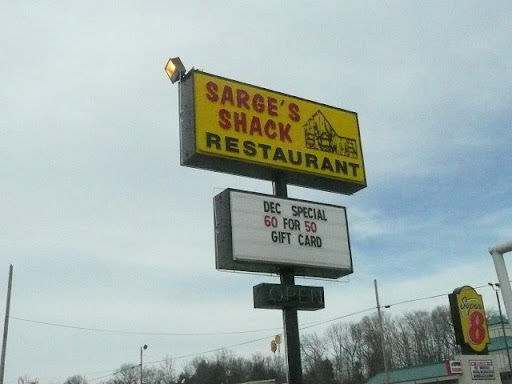 SARGE'S
SHACK
RESTAURANT
DEC SPECIAL
60 FOR 50
GIFT CARD
OPEN
Super
8